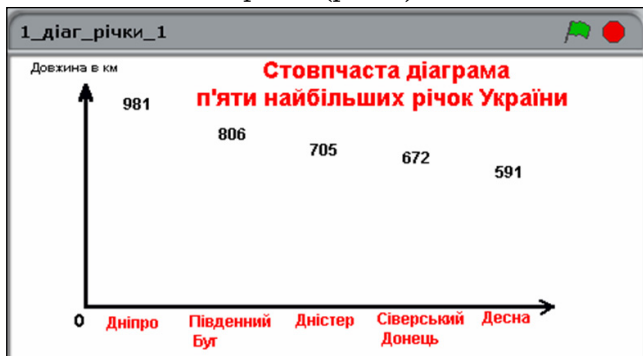 1_діаг_річки_1
Довжина в км
Стовпчаста діаграма
п'яти найбільших річок України
981
806
705
672
591
0
Дніпро
Південний
Буг
Дністер
Сіверський
Донець
Десна